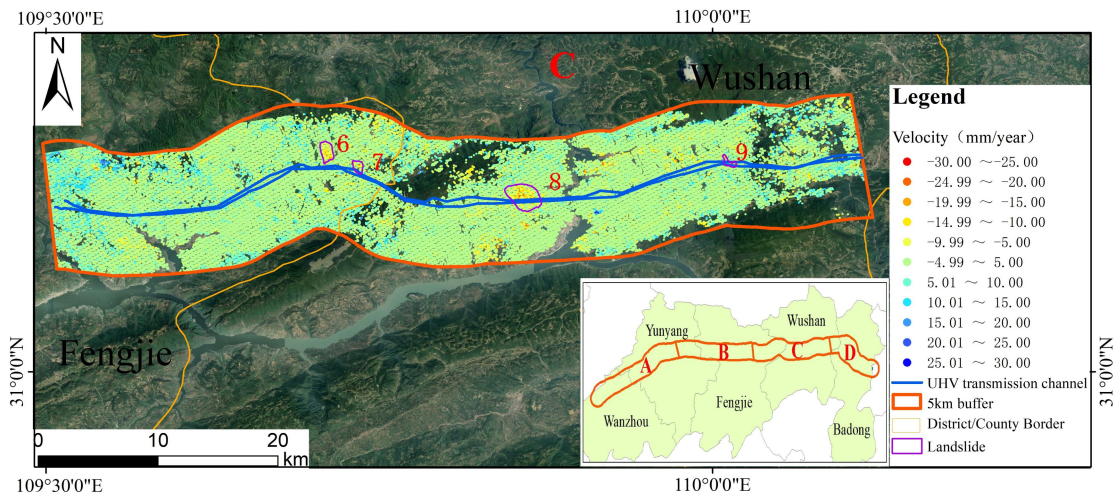 109°30'0"E
110°0'0"E
N
C
Wushan
6
7
8
9
Fengjie
31°0'0"N
31°0'0"N
0
10
20
km
109°30'0"E
110°0'0"E
Legend
Velocity（mm/year）
-30.00 ～-25.00
-24.99 ～ -20.00
-19.99 ～ -15.00
-14.99 ～ -10.00
-9.99 ～ -5.00
-4.99 ～ 5.00
5.01 ～ 10.00
10.01 ～ 15.00
15.01 ～ 20.00
20.01 ～ 25.00
25.01 ～ 30.00
UHV transmission channel
5km buffer
District/County Border
Landslide
Yunyang
Wushan
A
B
C
D
Wanzhou
Fengjie
Badong